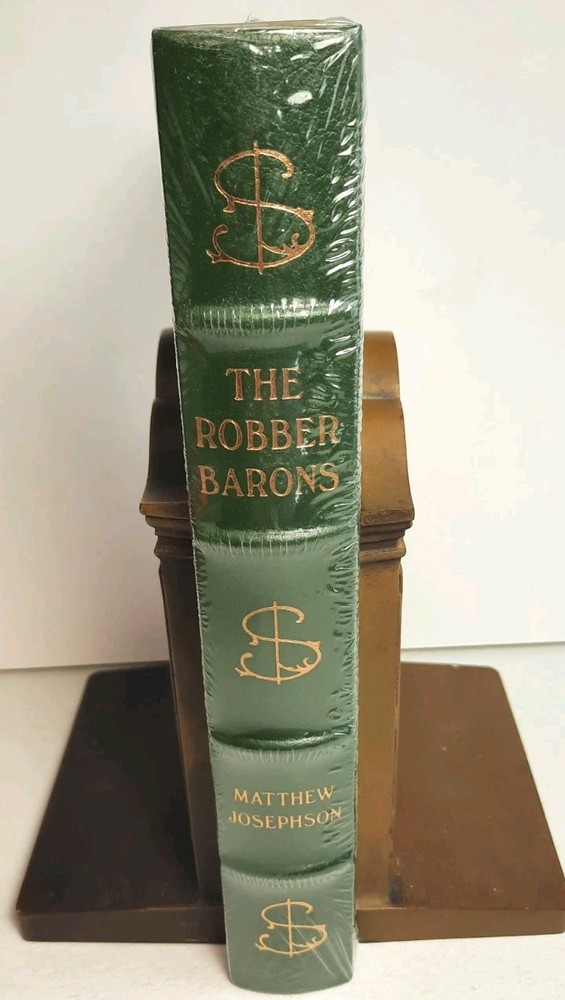 $
THE
ROBBER
BARONS
$
MATTHEW
JOSEPHSON
$